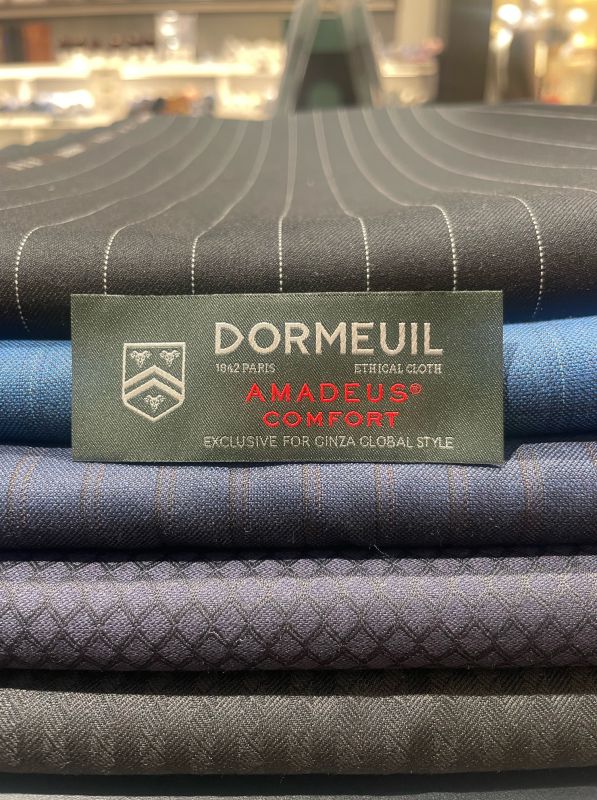 DORMEUIL
1842 PARIS ETHICAL CLOTH
AMADEUS®
COMFORT
EXCLUSIVE FOR GINZA GLOBAL STYLE